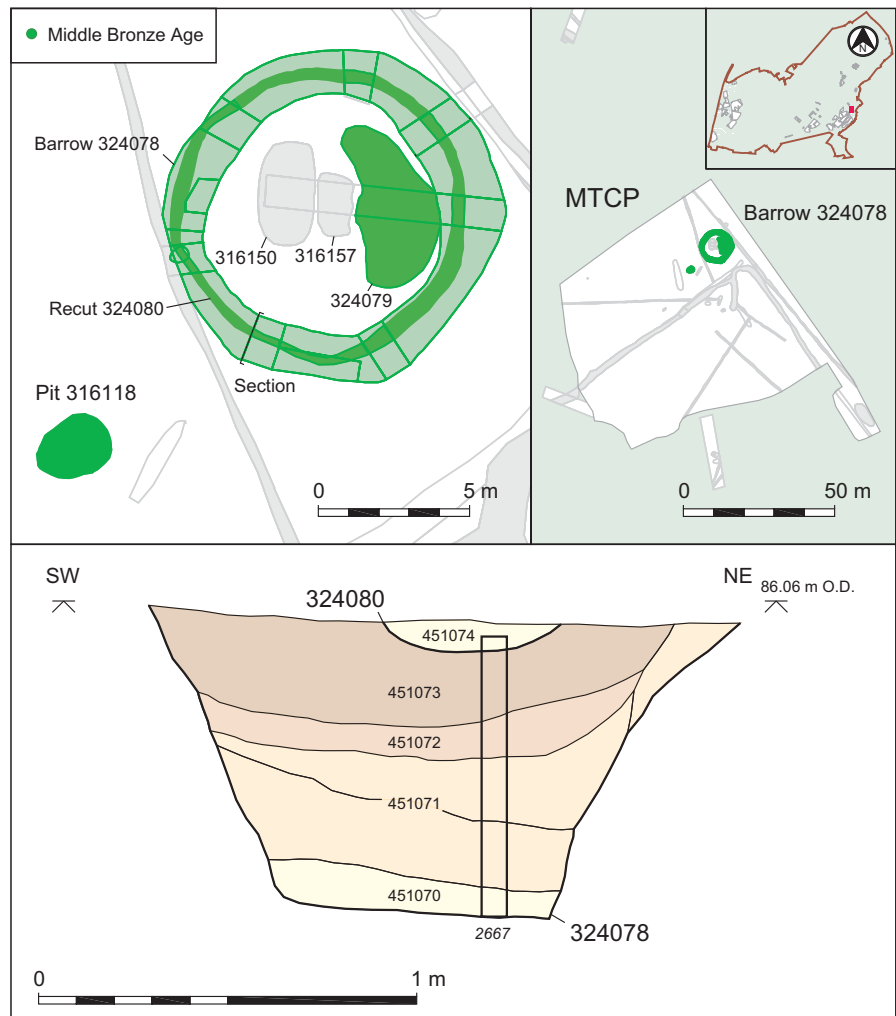 Middle Bronze Age
Barrow 324078
316150
316157
324079
Recut 324080
Section
Pit 316118
0
5 m
N
MTCP
Barrow 324078
0
50 m
SW
NE
86.06 m O.D.
324080
451074
451073
451072
451071
451070
2667
324078
0
1 m